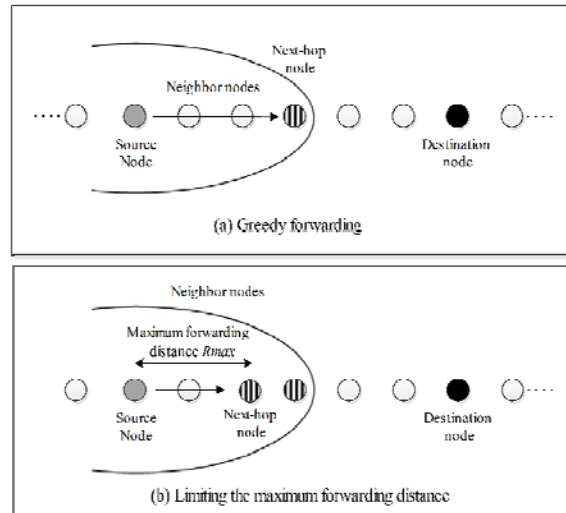 Next-hop
node
Neighbor nodes
Source
Node
Destination
node
(a) Greedy forwarding
Neighbor nodes
Maximum forwarding
distance Rmax
Source
Node
Next-hop
node
Destination
node
(b) Limiting the maximum forwarding distance